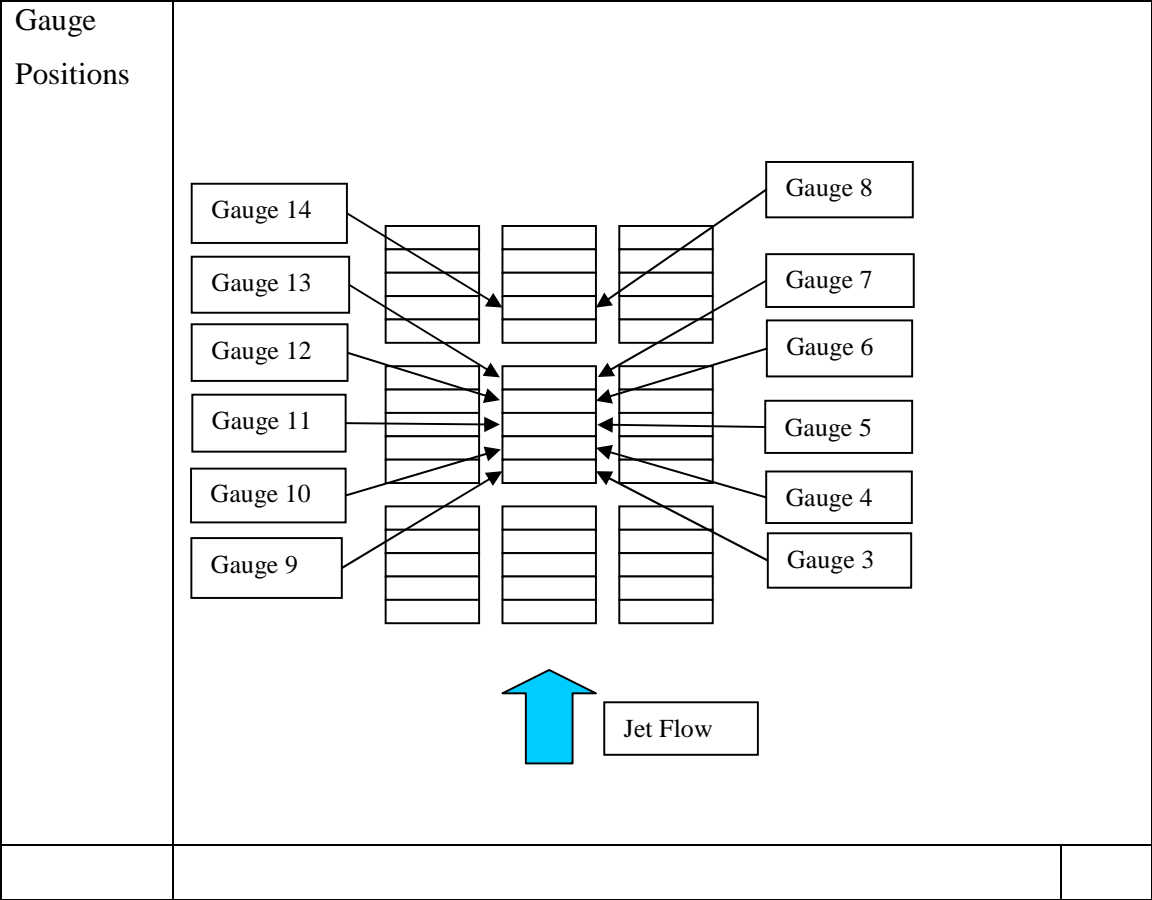 Gauge
Positions
Gauge 14
Gauge 13
Gauge 12
Gauge 11
Gauge 10
Gauge 9
Gauge 8
Gauge 7
Gauge 6
Gauge 5
Gauge 4
Gauge 3
Jet Flow